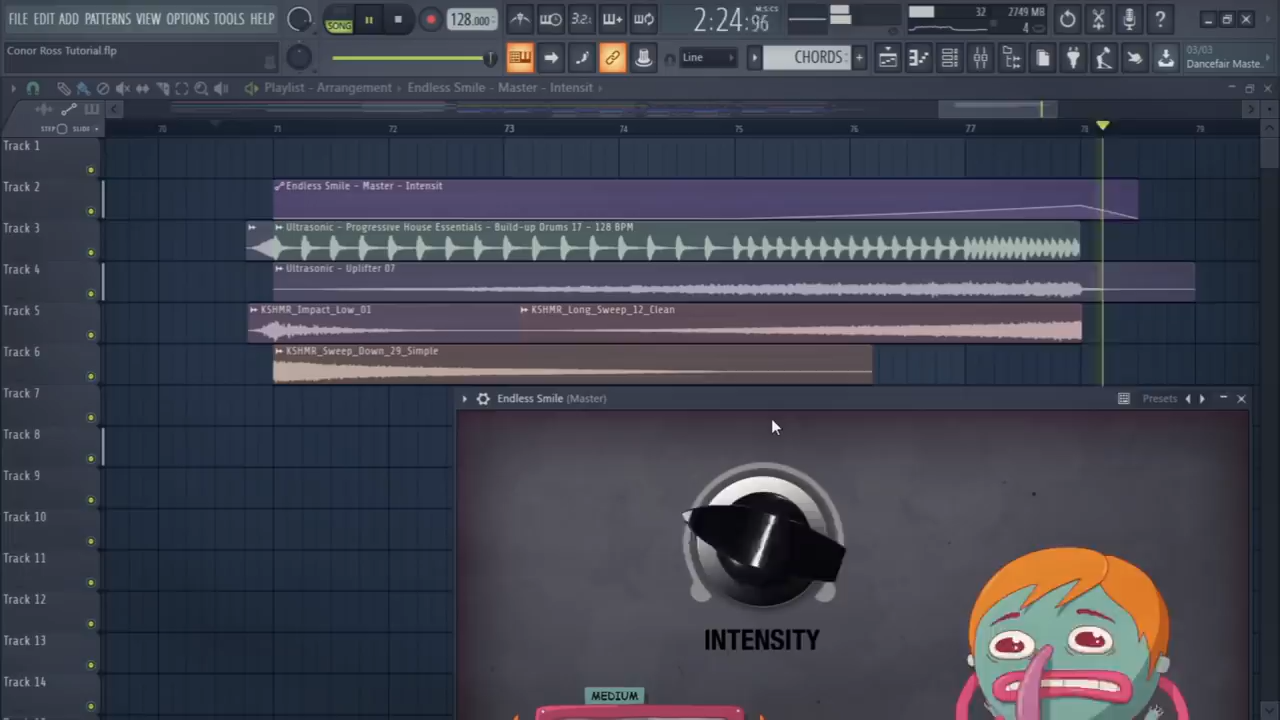 FILE EDIT ADD PATTERNS VIEW OPTIONS TOOLS HELP
SONG
128.000
3.2
2:24:96
M:S:CS
32
2749 MB
4
Conor Ross Tutorial.flp
Line
CHORDS
03/03
Dancefair Maste..
Playlist - Arrangement › Endless Smile - Master - Intensit ›
STEP SLIDE
70 71 72 73 74 75 76 77 78 79
Track 1
Track 2
Endless Smile - Master - Intensit
Track 3
Ultrasonic - Progressive House Essentials - Build-up Drums 17 - 128 BPM
Track 4
Ultrasonic - Uplifter 07
Track 5
KSHMR_Impact_Low_01
KSHMR_Long_Sweep_12_Clean
Track 6
KSHMR_Sweep_Down_29_Simple
Track 7
Endless Smile (Master)
Presets
Track 8
Track 9
Track 10
Track 11
Track 12
Track 13
INTENSITY
Track 14
MEDIUM